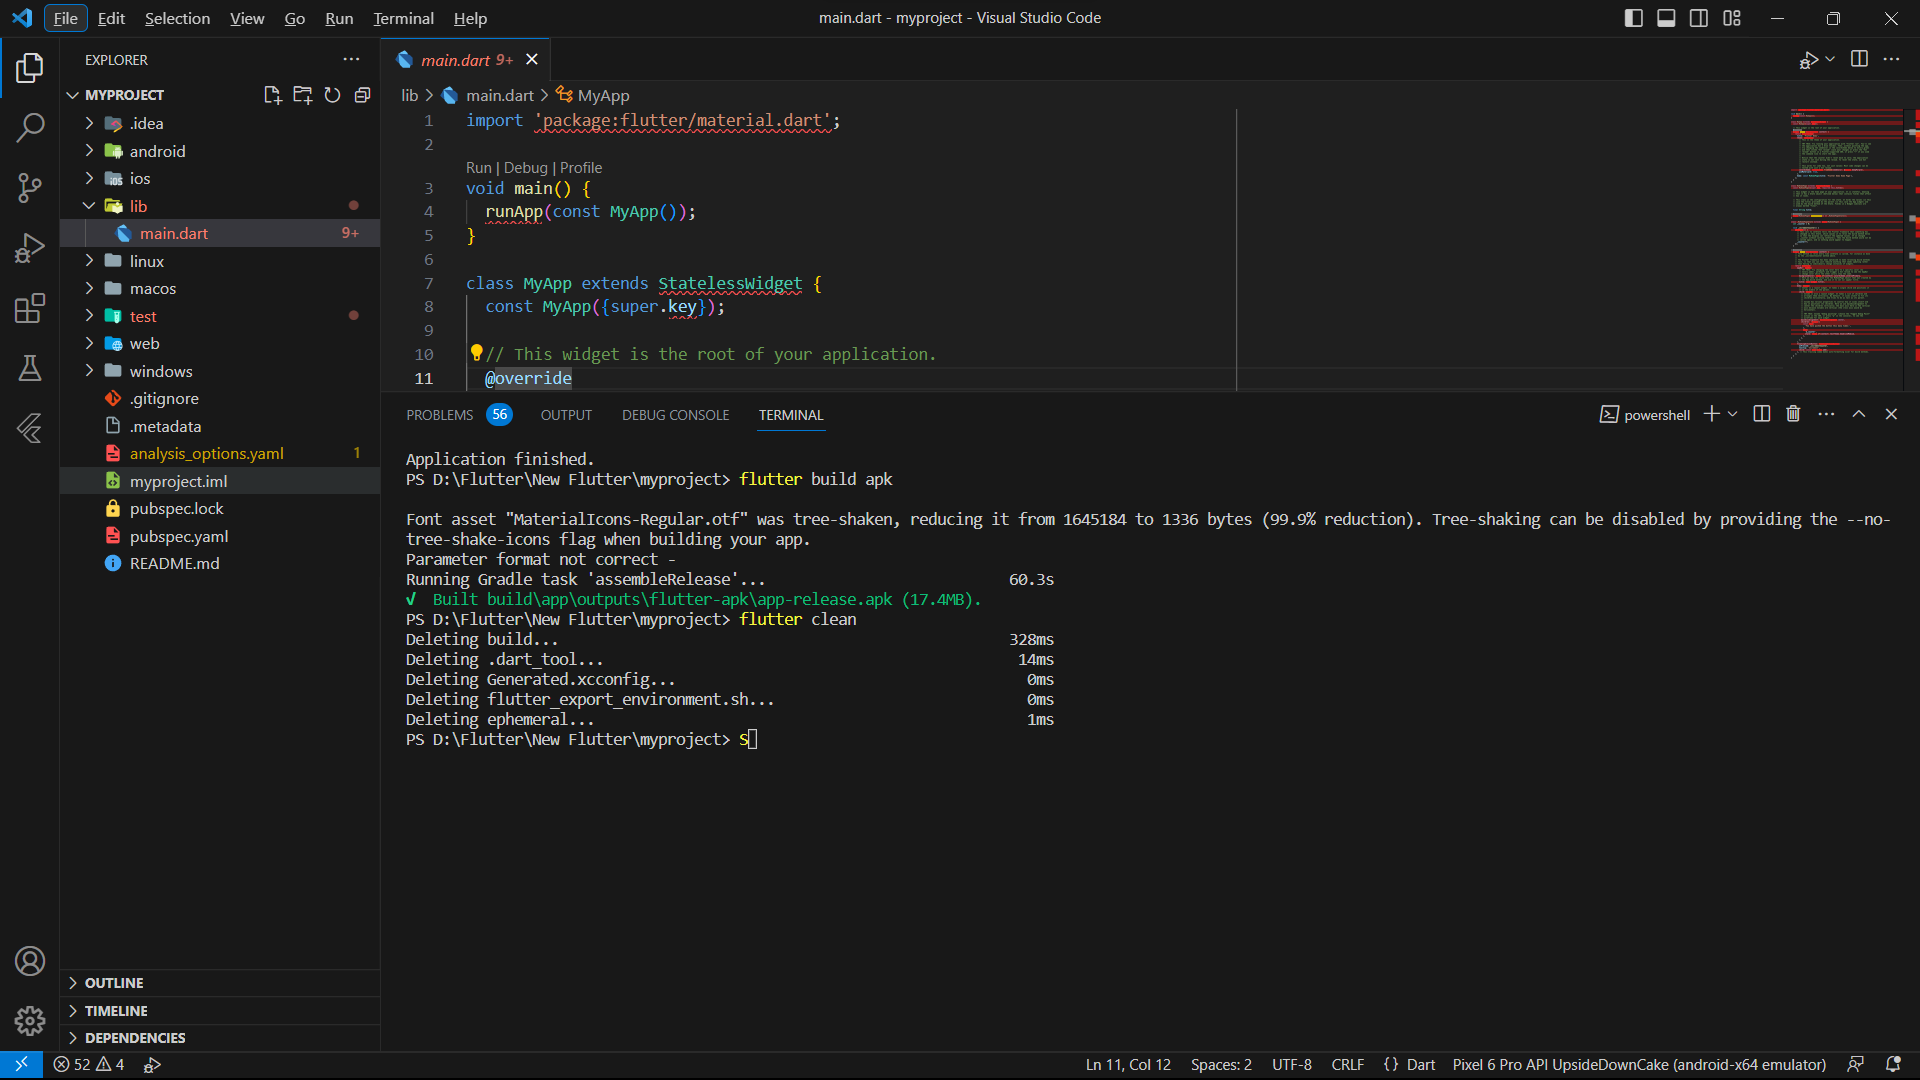 File Edit Selection View Go Run Terminal Help
main.dart - myproject - Visual Studio Code
EXPLORER
MYPROJECT
.idea
android
ios
lib
main.dart 9+
linux
macos
test
web
windows
.gitignore
.metadata
analysis_options.yaml 1
myproject.iml
pubspec.lock
pubspec.yaml
README.md
OUTLINE
TIMELINE
DEPENDENCIES
main.dart 9+
lib > main.dart > MyApp
1 import 'package:flutter/material.dart';
2
Run | Debug | Profile
3 void main() {
4 runApp(const MyApp());
5 }
6
7 class MyApp extends StatelessWidget {
8 const MyApp({super.key});
9
10 // This widget is the root of your application.
11 @override
PROBLEMS 56 OUTPUT DEBUG CONSOLE TERMINAL
powershell
Application finished.
PS D:\Flutter\New Flutter\myproject> flutter build apk
Font asset "MaterialIcons-Regular.otf" was tree-shaken, reducing it from 1645184 to 1336 bytes (99.9% reduction). Tree-shaking can be disabled by providing the --no-
tree-shake-icons flag when building your app.
Parameter format not correct -
Running Gradle task 'assembleRelease'... 60.3s
√ Built build\app\outputs\flutter-apk\app-release.apk (17.4MB).
PS D:\Flutter\New Flutter\myproject> flutter clean
Deleting build... 328ms
Deleting .dart_tool... 14ms
Deleting Generated.xcconfig... 0ms
Deleting flutter_export_environment.sh... 0ms
Deleting ephemeral... 1ms
PS D:\Flutter\New Flutter\myproject> S
52 4
Ln 11, Col 12 Spaces: 2 UTF-8 CRLF {} Dart Pixel 6 Pro API UpsideDownCake (android-x64 emulator)